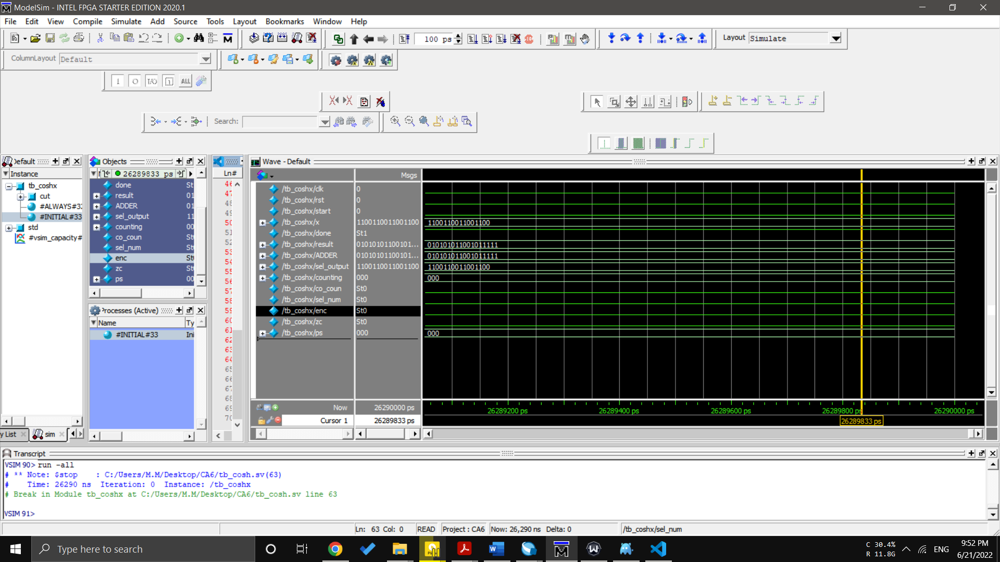 ModelSim - INTEL FPGA STARTER EDITION 2020.1
File Edit View Compile Simulate Add Source Tools Layout Bookmarks Window Help
100 ps
Layout Simulate
ColumnLayout Default
ALL
Search:
Default
Instance
tb_coshx
cut
#ALWAYS#32
#INITIAL#33
std
#vsim_capacity#
y List
sim
Objects
26289833 ps
done St
result 01
ADDER 01
sel_output 11
counting 00
co_coun St
sel_num St
enc St
zc St
ps 00
Processes (Active)
Name Ty
#INITIAL#33 Ini
Ln#
46
47
48
49
50
51
52
53
54
55
56
57
58
59
60
61
62
63
64
65
66
67
68
69
70
Wave - Default
Msgs
/tb_coshx/clk 0
/tb_coshx/rst 0
/tb_coshx/start 0
/tb_coshx/x 1100110011001100 1100110011001100
/tb_coshx/done St1
/tb_coshx/result 01010101100101... 010101011001011111
/tb_coshx/ADDER 01010101100101... 010101011001011111
/tb_coshx/sel_output 1100110011001100 1100110011001100
/tb_coshx/counting 000 000
/tb_coshx/co_coun St0
/tb_coshx/sel_num St0
/tb_coshx/enc St0
/tb_coshx/zc St0
/tb_coshx/ps 000 000
Now 26290000 ps 26289200 ps 26289400 ps 26289600 ps 26289800 ps 26290000 ps
Cursor 1 26289833 ps 26289833 ps
Transcript
VSIM 90> run -all
# ** Note: $stop : C:/Users/M.M/Desktop/CA6/tb_cosh.sv(63)
# Time: 26290 ns Iteration: 0 Instance: /tb_coshx
# Break in Module tb_coshx at C:/Users/M.M/Desktop/CA6/tb_cosh.sv line 63
VSIM 91>
Ln: 63 Col: 0 READ Project : CA6 Now: 26,290 ns Delta: 0 /tb_coshx/sel_num
Type here to search
C 30.4%
R 11.8G
ENG
9:52 PM
6/21/2022